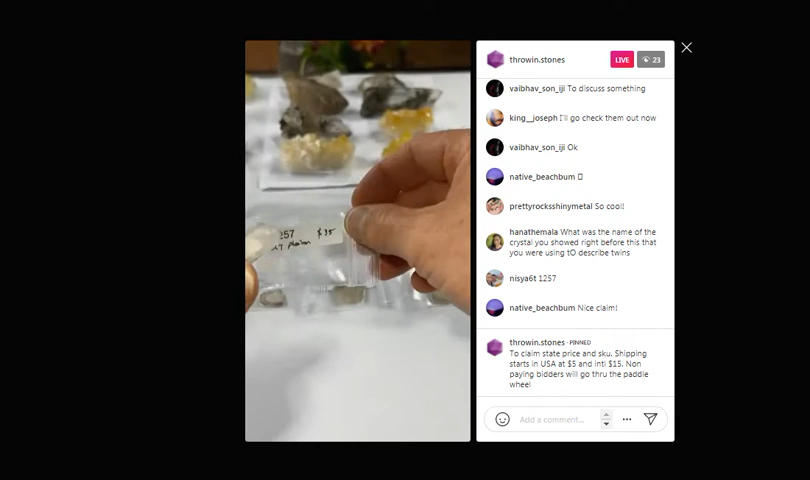 throwin.stones
LIVE
23
vaibhav_son_iji To discuss something
king__joseph I'll go check them out now
vaibhav_son_iji Ok
native_beachbum
prettyrocksshinymetal So cool!
hanathemala What was the name of the
crystal you showed right before this that
you were using tO describe twins
nisya6t 1257
native_beachbum Nice claim!
throwin.stones · PINNED
To claim state price and sku. Shipping
starts in USA at $5 and intl $15. Non
paying bidders will go thru the paddle
wheel
Add a comment...
257 $35